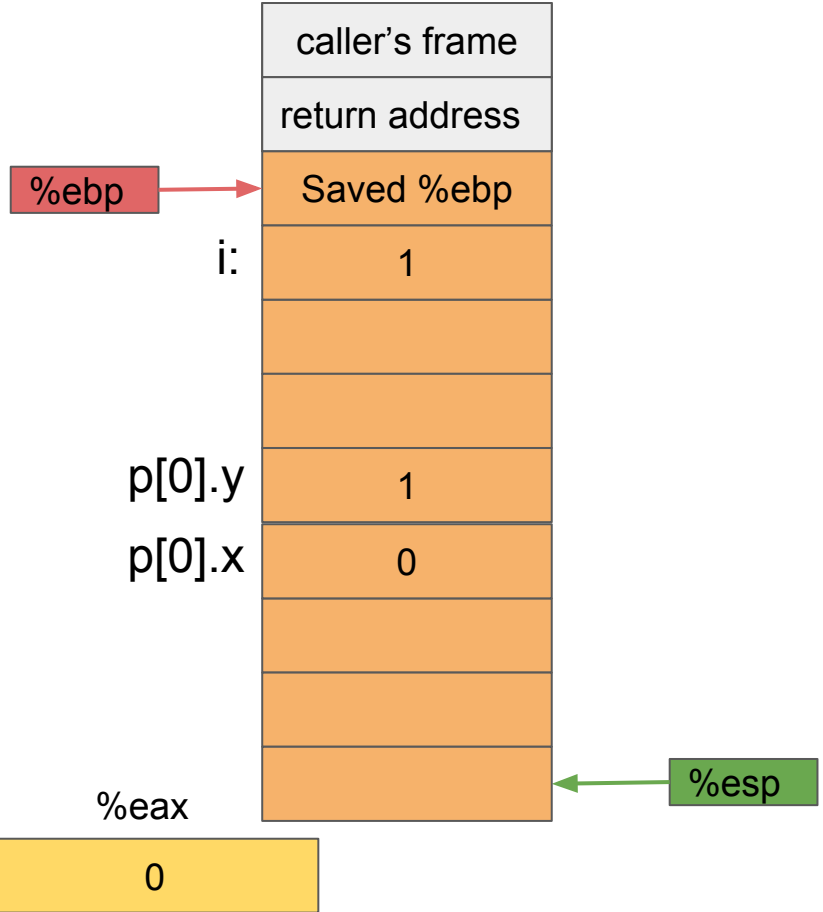 caller’s frame
return address
%ebp
Saved %ebp
i:
1
p[0].y
1
p[0].x
0
%esp
%eax
0